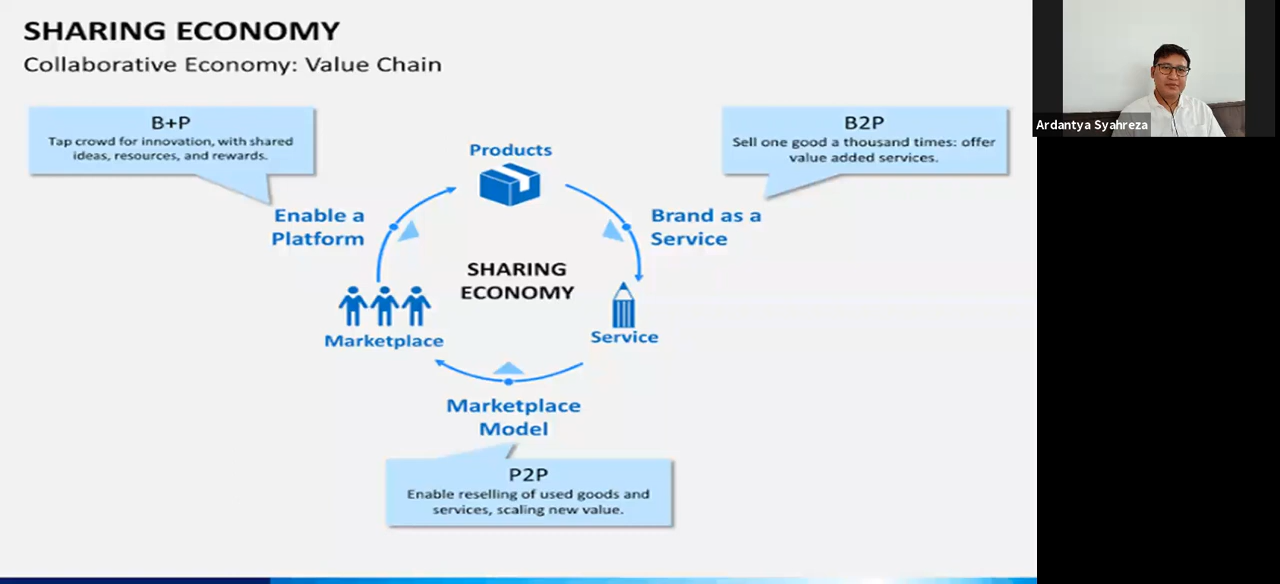 SHARING ECONOMY
Collaborative Economy: Value Chain
B+P
Tap crowd for innovation, with shared
ideas, resources, and rewards.
B2P
Sell one good a thousand times: offer
value added services.
Ardantya Syahreza
Products
Enable a
Platform
Brand as a
Service
SHARING
ECONOMY
Marketplace
Service
Marketplace
Model
P2P
Enable reselling of used goods and
services, scaling new value.